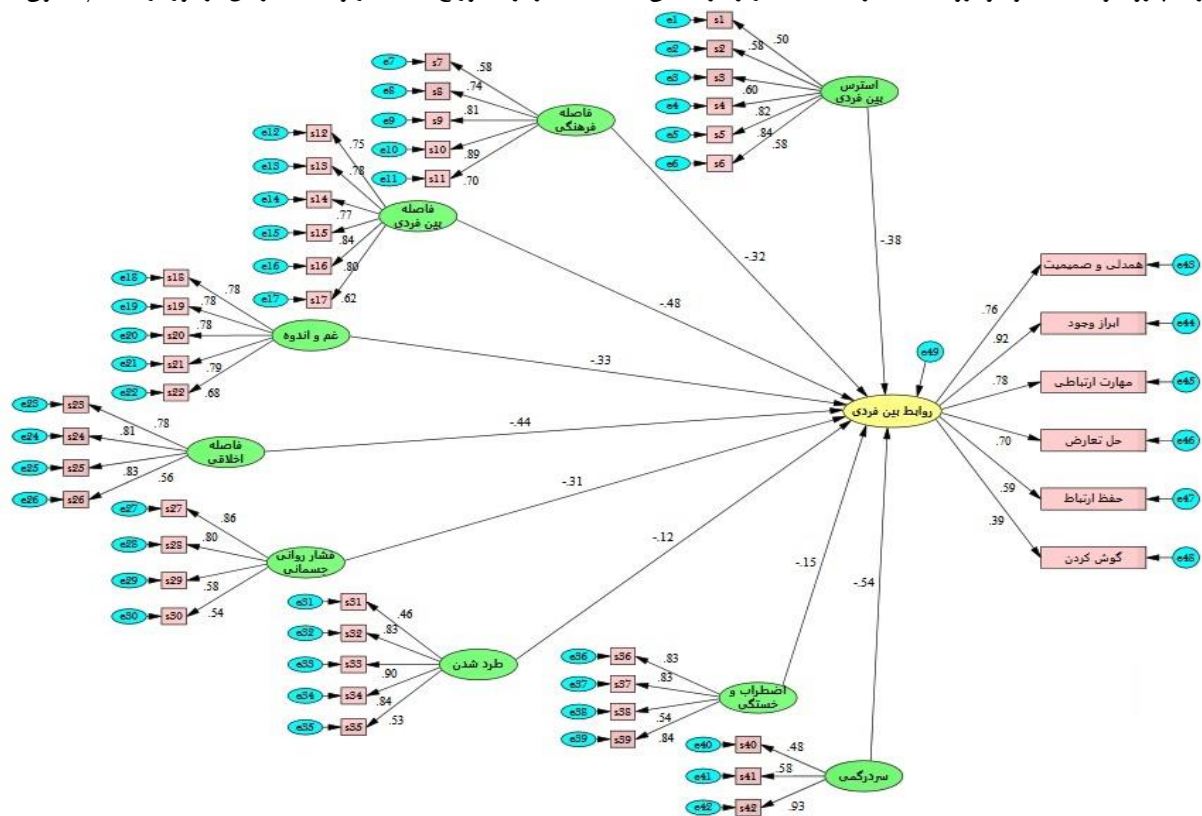 e1 s1 .50
e2 s2 .58
e3 s3
e4 s4 .60
e5 s5 .82
e6 s6 .84
.58
استرس
بین فردی
e7 s7 .58
e8 s8 .74
e9 s9 .81
e10 s10
e11 s11 .89
.70
فاصله
فرهنگی
e12 s12 .75
e13 s13 .78
e14 s14
e15 s15 .77
e16 s16 .84
e17 s17 .80
.62
فاصله
بین فردی
e18 s18 .78
e19 s19 .78
e20 s20 .78
e21 s21
e22 s22 .79
.68
غم و اندوه
e23 s23 .78
e24 s24 .81
e25 s25
e26 s26 .83
.56
فاصله
اخلاقی
e27 s27 .86
e28 s28 .80
e29 s29
e30 s30 .58
.54
فشار روانی
جسمانی
e31 s31 .46
e32 s32 .83
e33 s33
e34 s34 .90
e35 s35 .84
.53
طرد شدن
e36 s36 .83
e37 s37 .83
e38 s38
e39 s39 .54
.84
اضطراب و
خستگی
e40 s40 .48
e41 s41 .58
e42 s42
.93
سردرگمی
-.38
-.32
-.48
-.33
-.44
-.31
-.12
-.15
-.54
e49
روابط بین فردی
.76
.92
.78
.70
.59
.39
همدلی و صمیمیت e43
ابراز وجود e44
مهارت ارتباطی e45
حل تعارض e46
حفظ ارتباط e47
گوش کردن e48